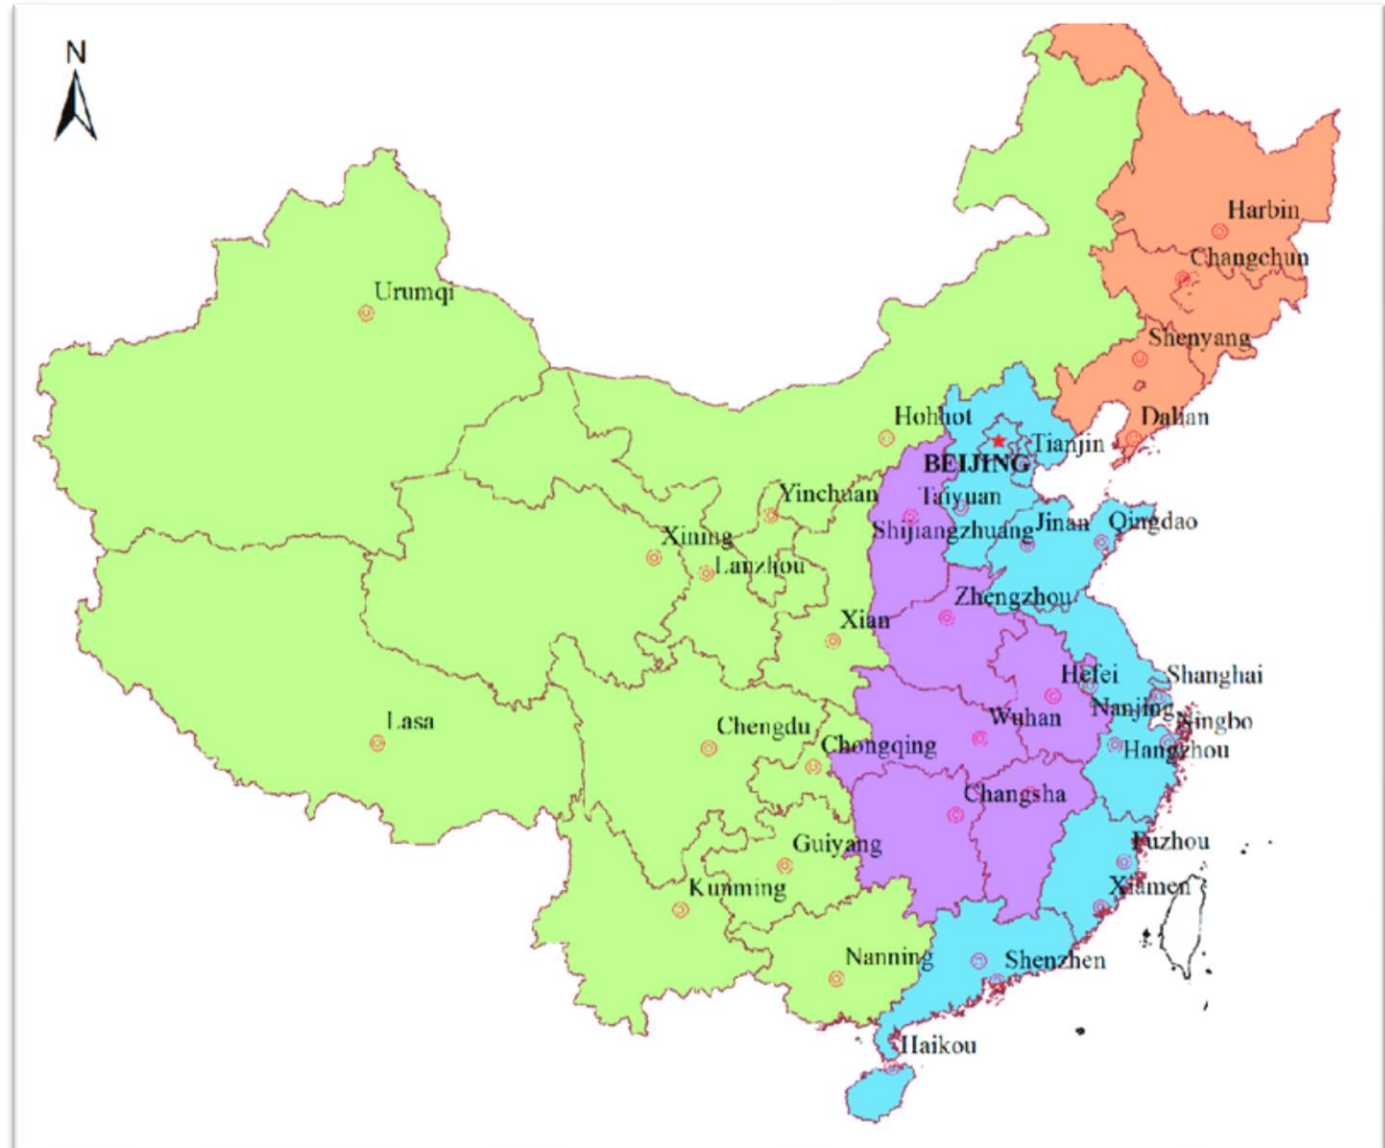 N
Harbin
Changchun
Urumqi
Shenyang
Hohhot
Dalian
Tianjin
BEIJING
Yinchuan
Taiyuan
Shijiangzhuang
Jinan
Qingdao
Xining
Lanzhou
Zhengzhou
Xian
Hefei
Shanghai
Nanjing
Lasa
Chengdu
Wuhan
Ningbo
Chongqing
Hangzhou
Changsha
Guiyang
Fuzhou
Kunming
Xiamen
Nanning
Shenzhen
Haikou